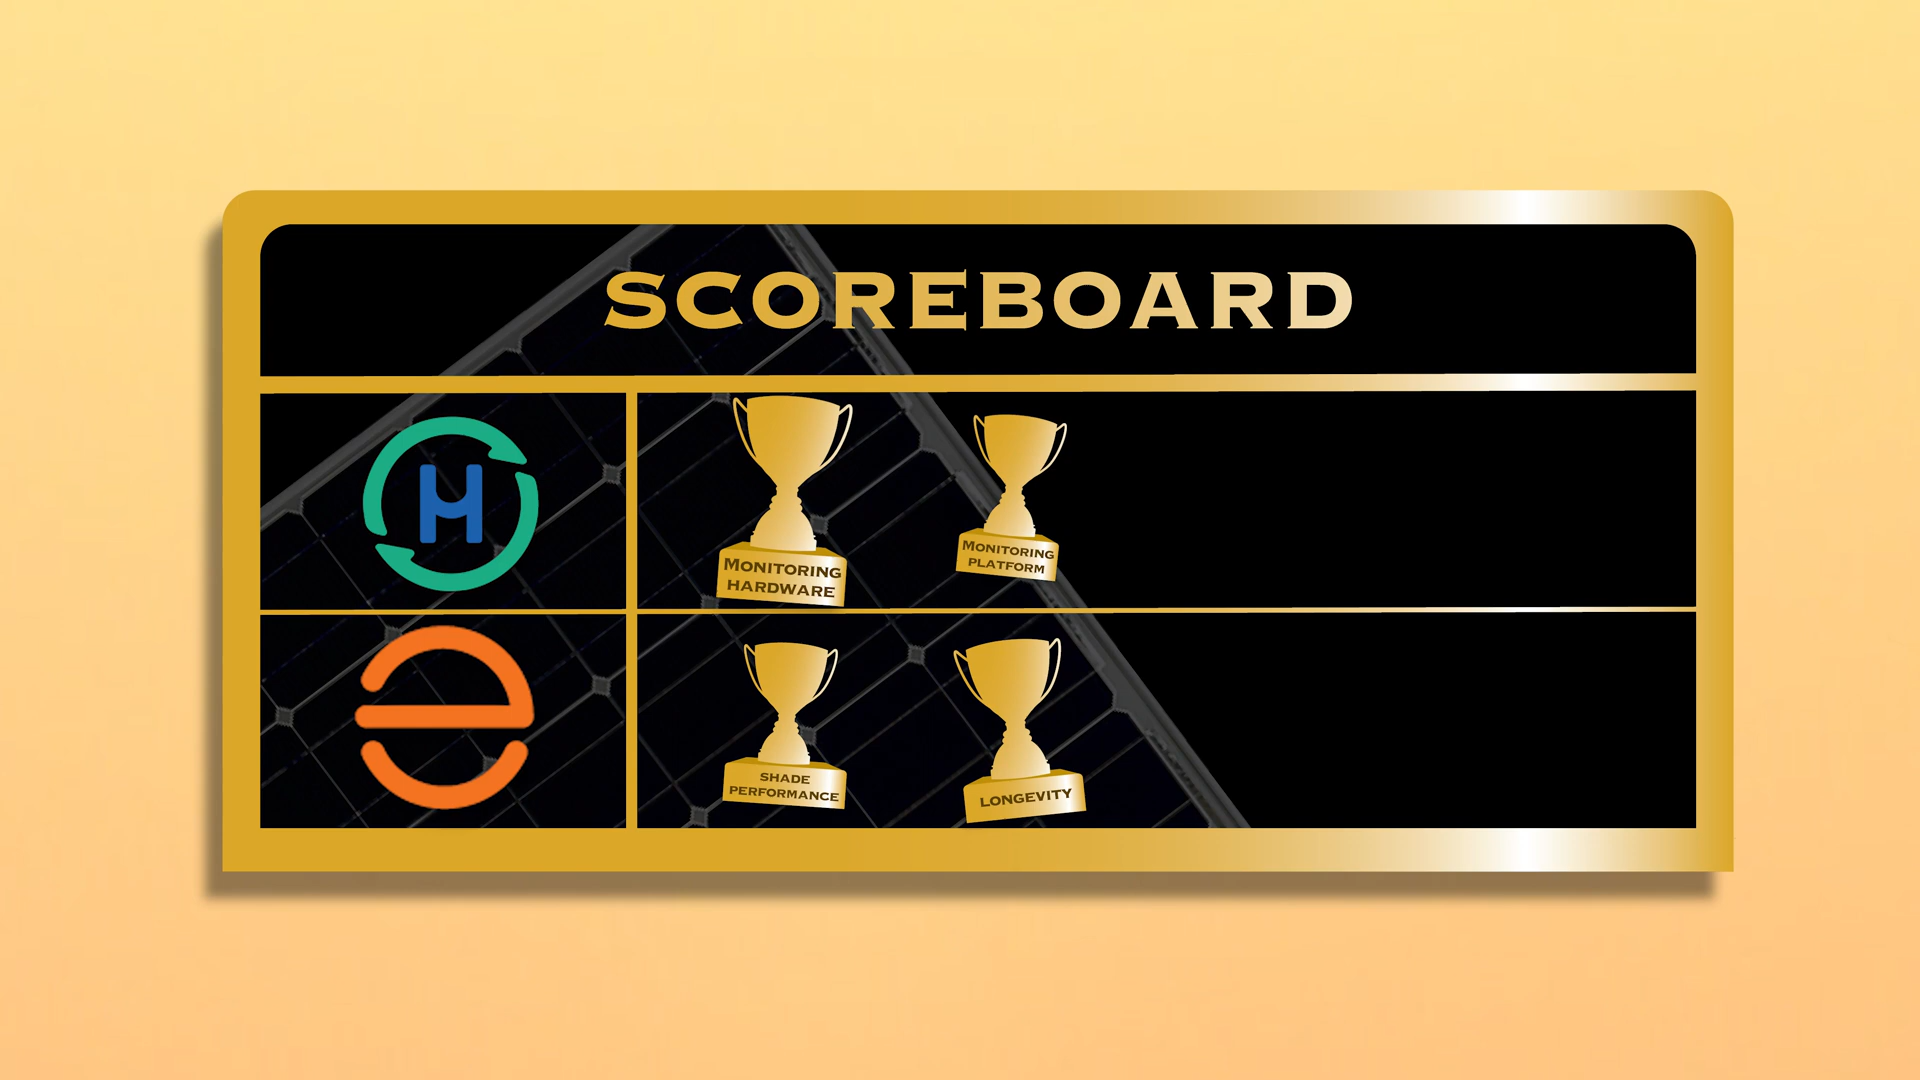 SCOREBOARD
H
MONITORING
HARDWARE
MONITORING
PLATFORM
e
SHADE
PERFORMANCE
LONGEVITY